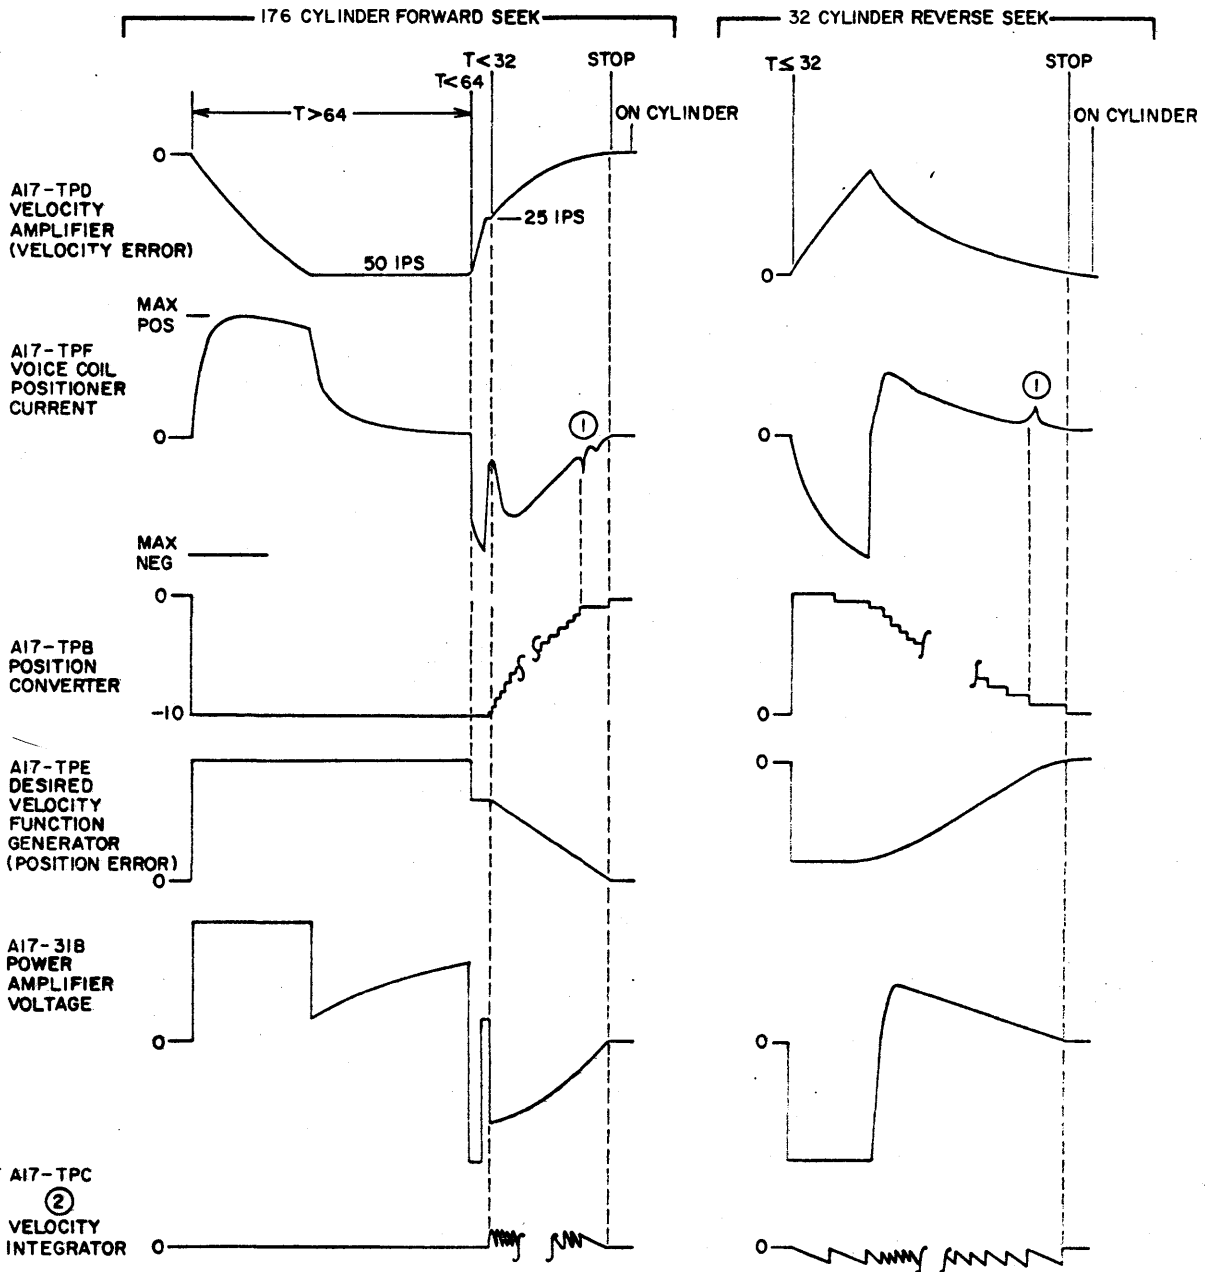 176 CYLINDER FORWARD SEEK
32 CYLINDER REVERSE SEEK
T<32
STOP
T≤32
STOP
T<64
T>64
ON CYLINDER
ON CYLINDER
0
A17-TPD
VELOCITY
AMPLIFIER
(VELOCITY ERROR)
25 IPS
50 IPS
0
MAX
POS
A17-TPF
VOICE COIL
POSITIONER
CURRENT
1
1
0
0
MAX
NEG
0
A17-TPB
POSITION
CONVERTER
-10
0
A17-TPE
DESIRED
VELOCITY
FUNCTION
GENERATOR
(POSITION ERROR)
0
0
A17-31B
POWER
AMPLIFIER
VOLTAGE
0
0
A17-TPC
2
VELOCITY
INTEGRATOR
0
0